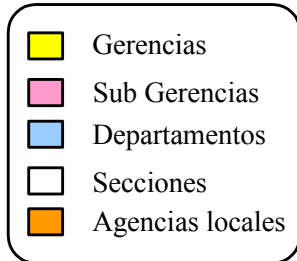 Gerencias
Sub Gerencias
Departamentos
Secciones
Agencias locales